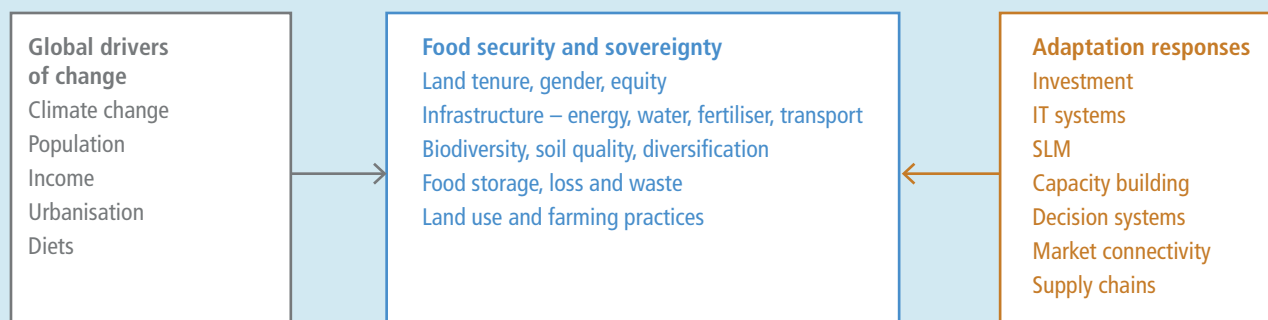 Global drivers
of change
Climate change
Population
Income
Urbanisation
Diets
Food security and sovereignty
Land tenure, gender, equity
Infrastructure – energy, water, fertiliser, transport
Biodiversity, soil quality, diversification
Food storage, loss and waste
Land use and farming practices
Adaptation responses
Investment
IT systems
SLM
Capacity building
Decision systems
Market connectivity
Supply chains